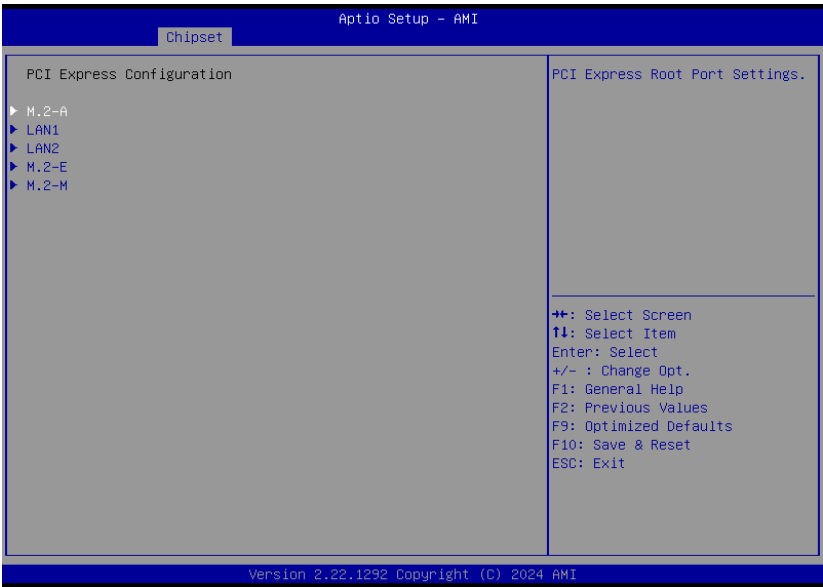 Aptio Setup – AMI
Chipset
PCI Express Configuration
M.2-A
LAN1
LAN2
M.2-E
M.2-M
PCI Express Root Port Settings.
→←: Select Screen
↑↓: Select Item
Enter: Select
+/- : Change Opt.
F1: General Help
F2: Previous Values
F9: Optimized Defaults
F10: Save & Reset
ESC: Exit
Version 2.22.1292 Copyright (C) 2024 AMI